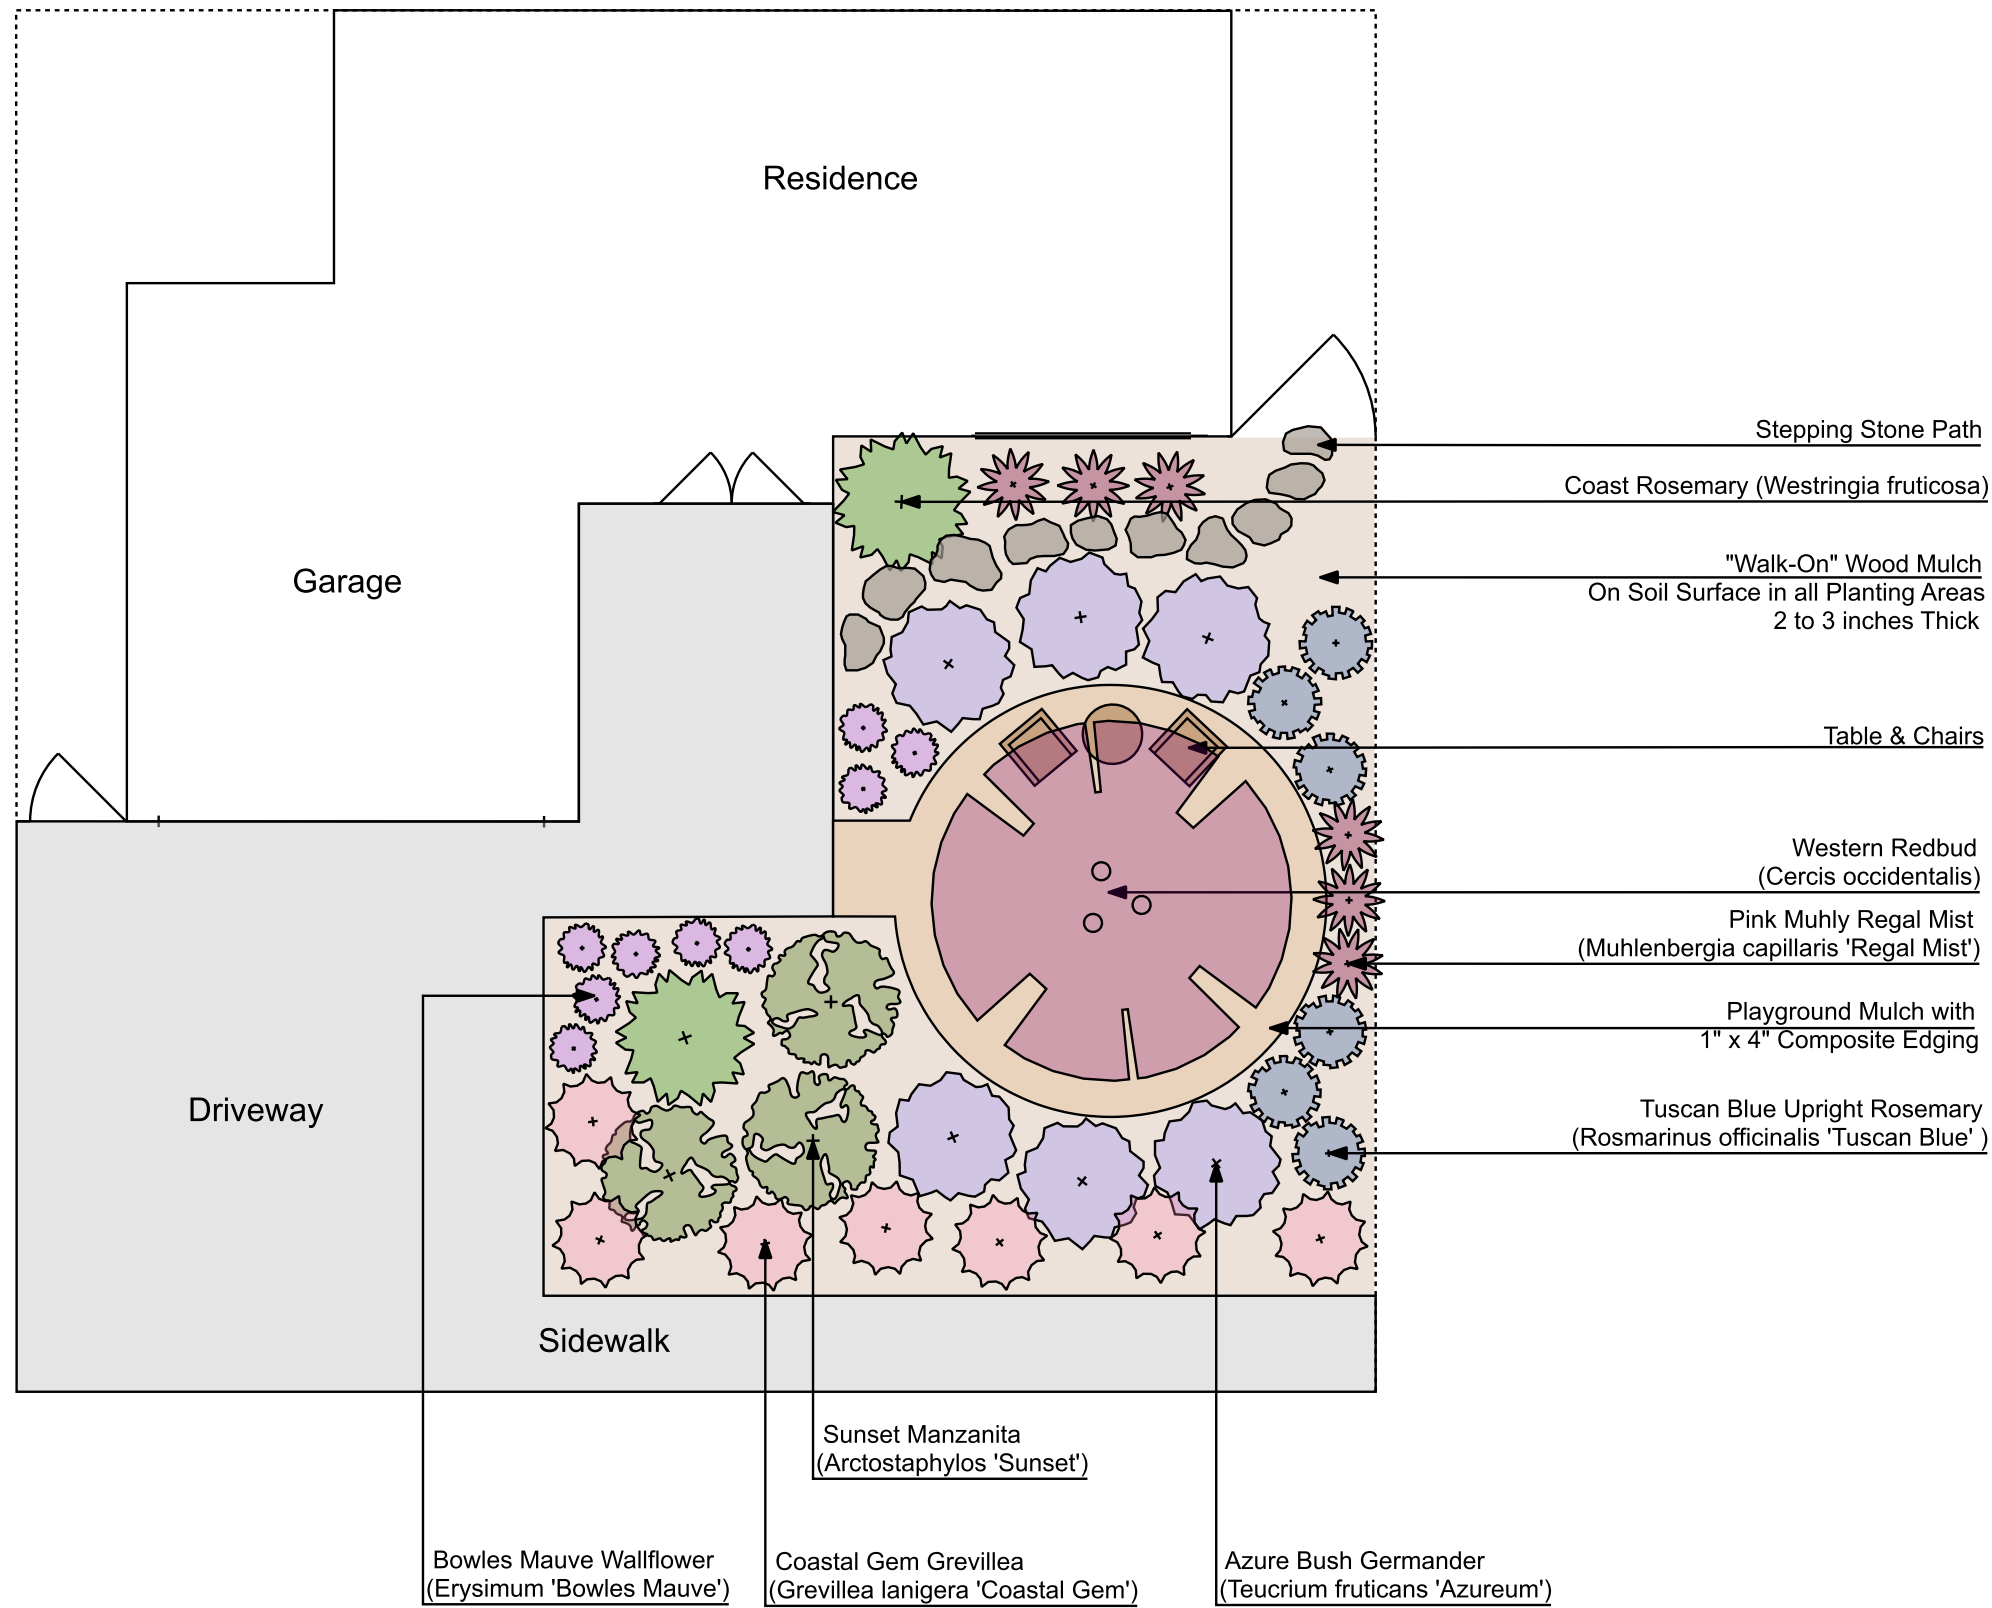 Residence
Garage
Driveway
Sidewalk
Stepping Stone Path
Coast Rosemary (Westringia fruticosa)
"Walk-On" Wood Mulch
On Soil Surface in all Planting Areas
2 to 3 inches Thick
Table & Chairs
Western Redbud
(Cercis occidentalis)
Pink Muhly Regal Mist
(Muhlenbergia capillaris 'Regal Mist')
Playground Mulch with
1" x 4" Composite Edging
Tuscan Blue Upright Rosemary
(Rosmarinus officinalis 'Tuscan Blue' )
Sunset Manzanita
(Arctostaphylos 'Sunset')
Bowles Mauve Wallflower
(Erysimum 'Bowles Mauve')
Coastal Gem Grevillea
(Grevillea lanigera 'Coastal Gem')
Azure Bush Germander
(Teucrium fruticans 'Azureum')